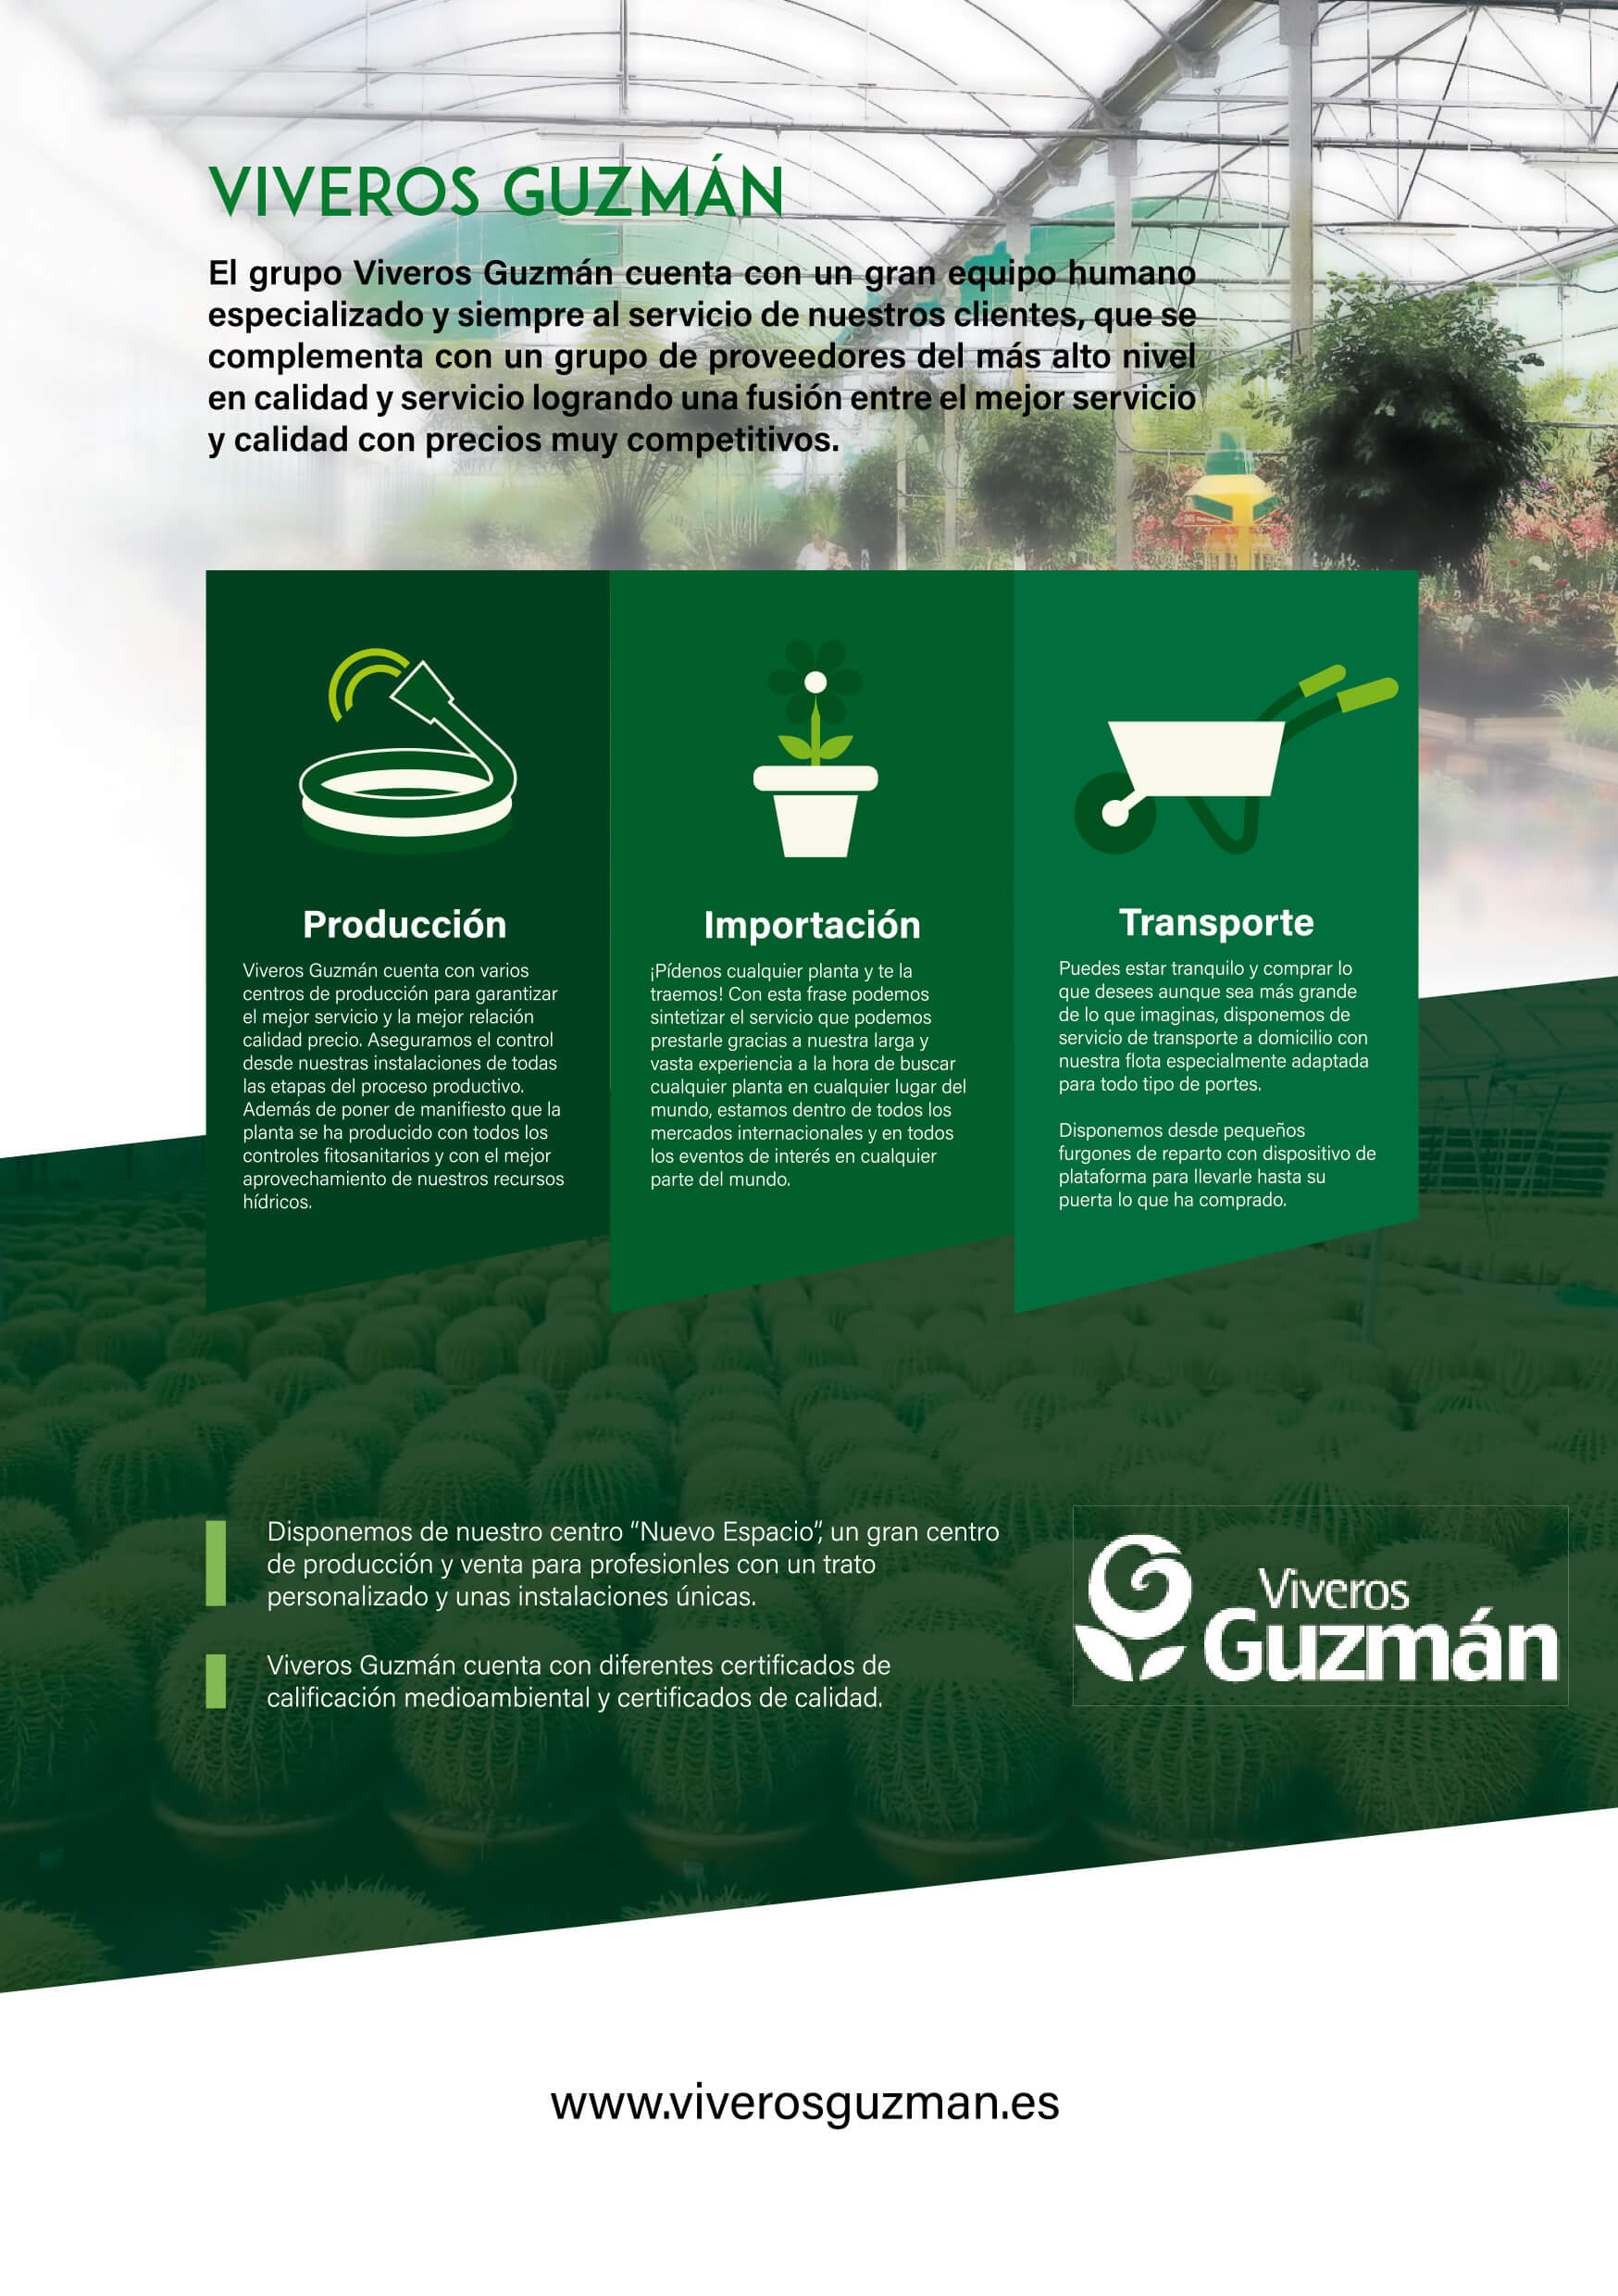 VIVEROS GUZMÁN
El grupo Viveros Guzmán cuenta con un gran equipo humano
especializado y siempre al servicio de nuestros clientes, que se
complementa con un grupo de proveedores del más alto nivel
en calidad y servicio logrando una fusión entre el mejor servicio
y calidad con precios muy competitivos.
Producción
Viveros Guzmán cuenta con varios
centros de producción para garantizar
el mejor servicio y la mejor relación
calidad precio. Aseguramos el control
desde nuestras instalaciones de todas
las etapas del proceso productivo.
Además de poner de manifiesto que la
planta se ha producido con todos los
controles fitosanitarios y con el mejor
aprovechamiento de nuestros recursos
hídricos.
Importación
¡Pídenos cualquier planta y te la
traemos! Con esta frase podemos
sintetizar el servicio que podemos
prestarle gracias a nuestra larga y
vasta experiencia a la hora de buscar
cualquier planta en cualquier lugar del
mundo, estamos dentro de todos los
mercados internacionales y en todos
los eventos de interés en cualquier
parte del mundo.
Transporte
Puedes estar tranquilo y comprar lo
que desees aunque sea más grande
de lo que imaginas, disponemos de
servicio de transporte a domicilio con
nuestra flota especialmente adaptada
para todo tipo de portes.
Disponemos desde pequeños
furgones de reparto con dispositivo de
plataforma para llevarle hasta su
puerta lo que ha comprado.
Disponemos de nuestro centro "Nuevo Espacio", un gran centro
de producción y venta para profesionles con un trato
personalizado y unas instalaciones únicas.
Viveros Guzmán cuenta con diferentes certificados de
calificación medioambiental y certificados de calidad.
Viveros
Guzmán
www.viverosguzman.es